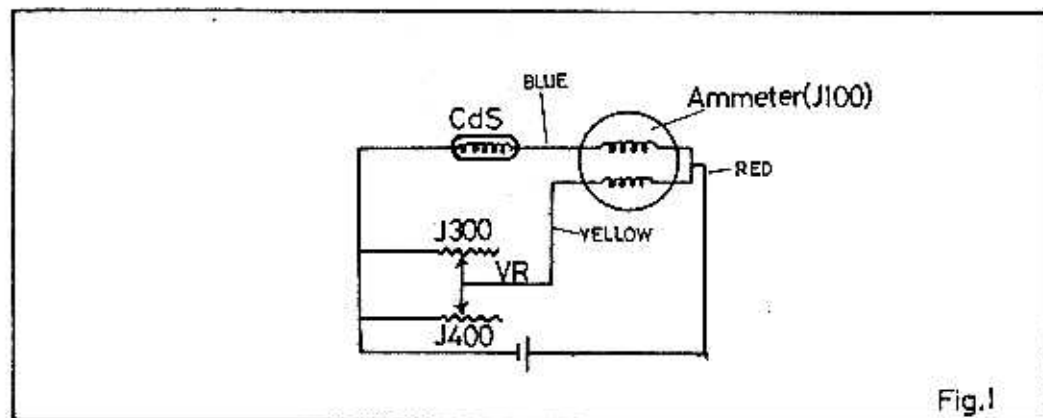 BLUE
Ammeter(J100)
CdS
RED
J300
YELLOW
VR
J400
Fig.1